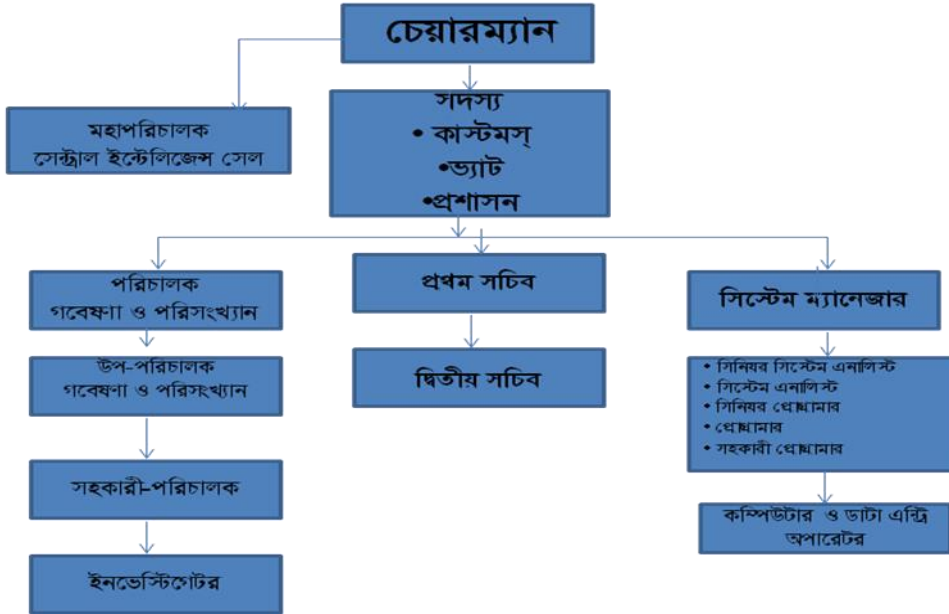 চেয়ারম্যান
মহাপরিচালক
সেন্ট্রাল ইন্টেলিজেন্স সেল
সদস্য
• কাস্টমস্
•ভ্যাট
•প্রশাসন
পরিচালক
গবেষণা ও পরিসংখ্যান
প্রথম সচিব
সিস্টেম ম্যানেজার
উপ-পরিচালক
গবেষণা ও পরিসংখ্যান
দ্বিতীয় সচিব
• সিনিয়র সিস্টেম এনালিস্ট
• সিস্টেম এনালিস্ট
• সিনিয়র প্রোগ্রামার
• প্রোগ্রামার
• সহকারী প্রোগ্রামার
সহকারী-পরিচালক
কম্পিউটার ও ডাটা এন্ট্রি
অপারেটর
ইনভেস্টিগেটর